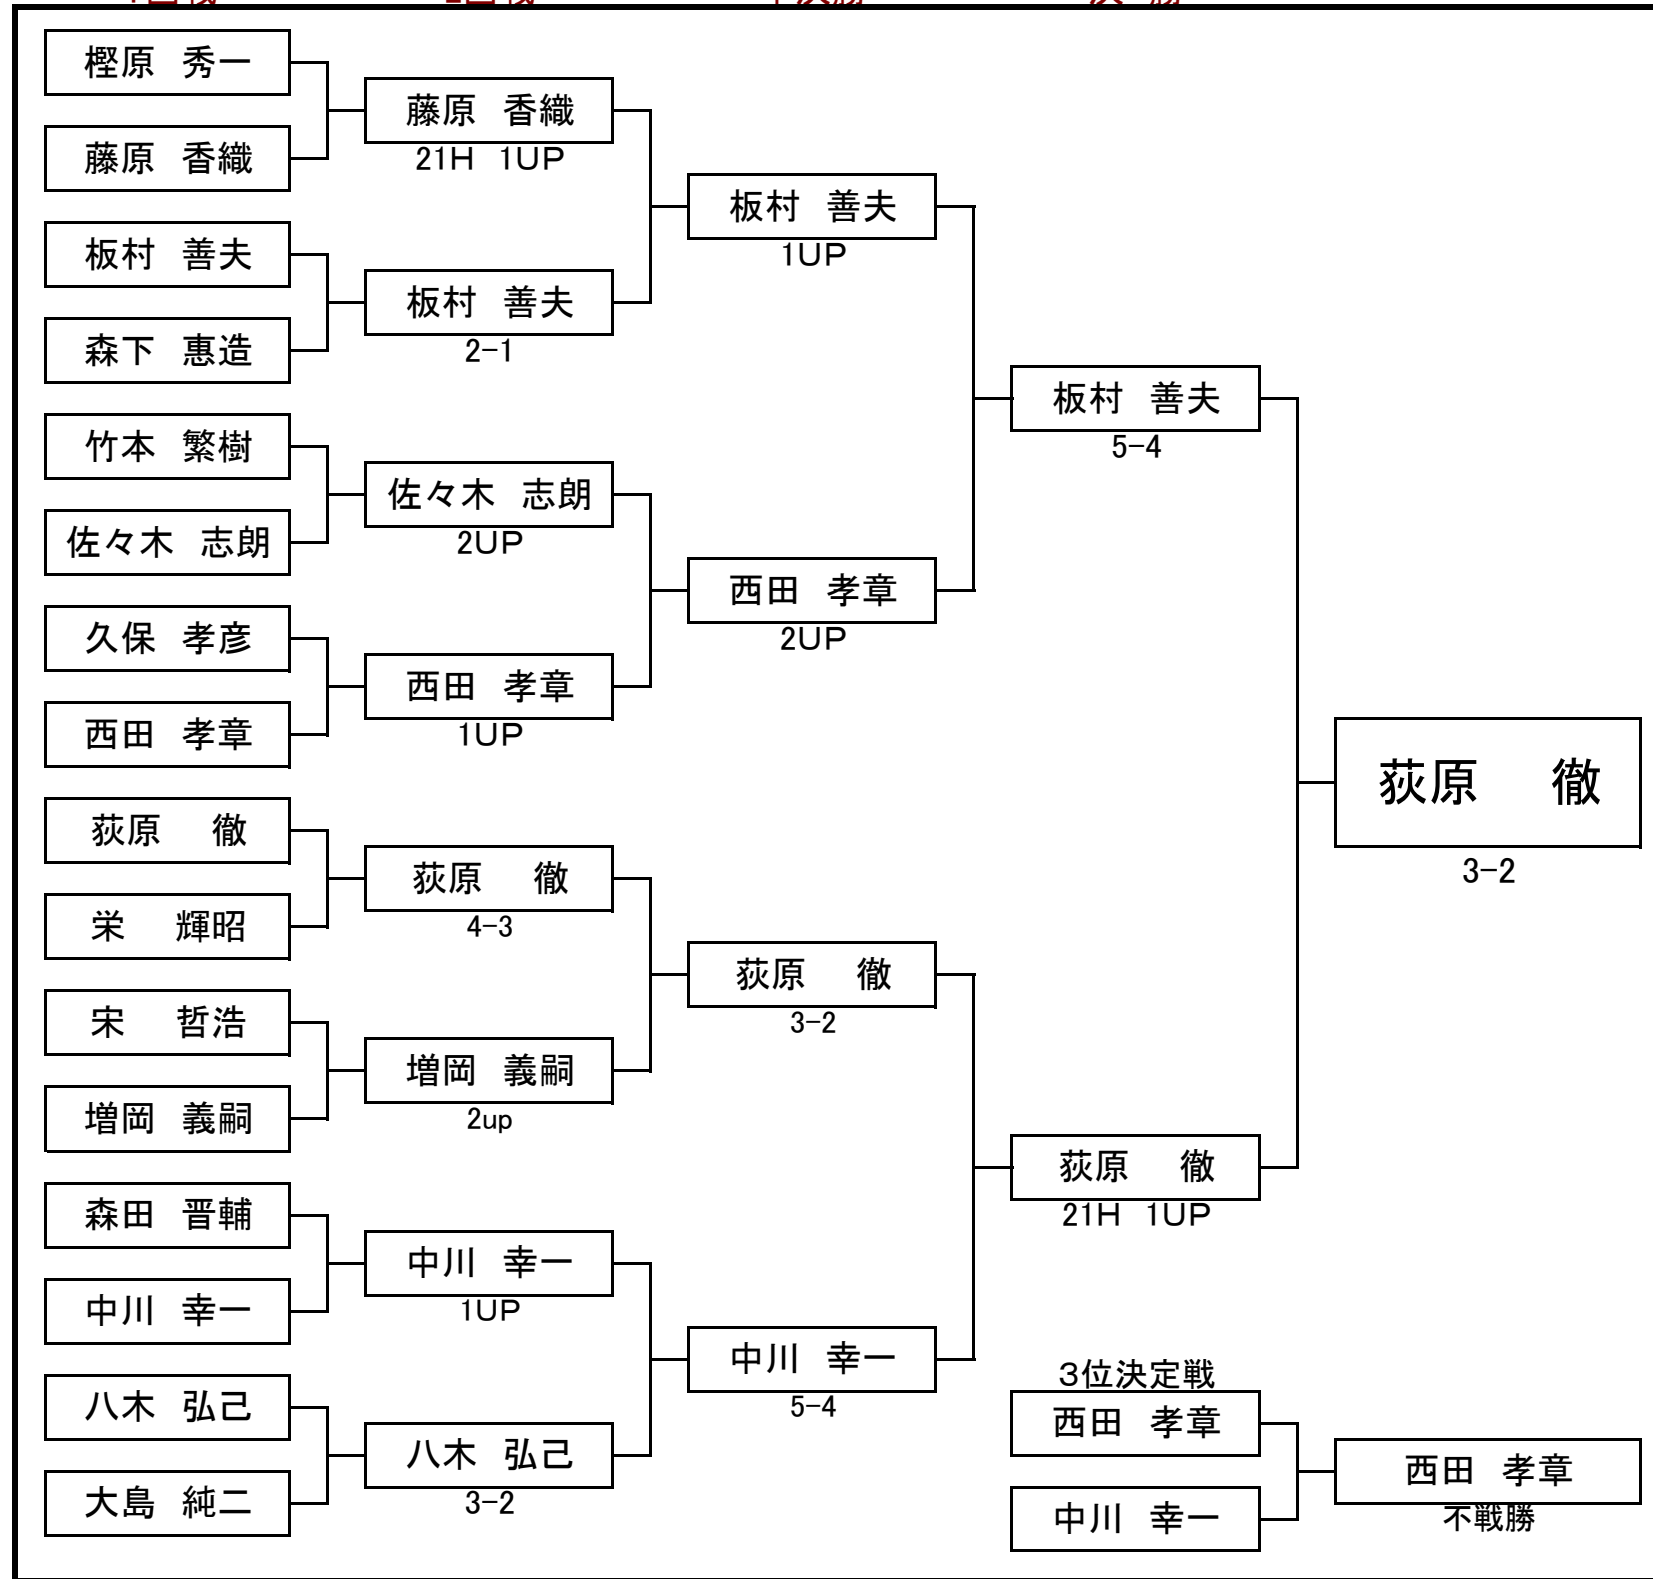 樫原 秀一
藤原 香織
板村 善夫
森下 惠造
竹本 繁樹
佐々木 志朗
久保 孝彦
西田 孝章
荻原 徹
栄 輝昭
宋 哲浩
増岡 義嗣
森田 晋輔
中川 幸一
八木 弘己
大島 純二
藤原 香織
21H 1UP
板村 善夫
2-1
佐々木 志朗
2UP
西田 孝章
1UP
荻原 徹
4-3
増岡 義嗣
2up
中川 幸一
1UP
八木 弘己
3-2
板村 善夫
1UP
西田 孝章
2UP
荻原 徹
3-2
中川 幸一
5-4
板村 善夫
5-4
荻原 徹
21H 1UP
荻原 徹
3-2
3位決定戦
西田 孝章
中川 幸一
西田 孝章
不戦勝